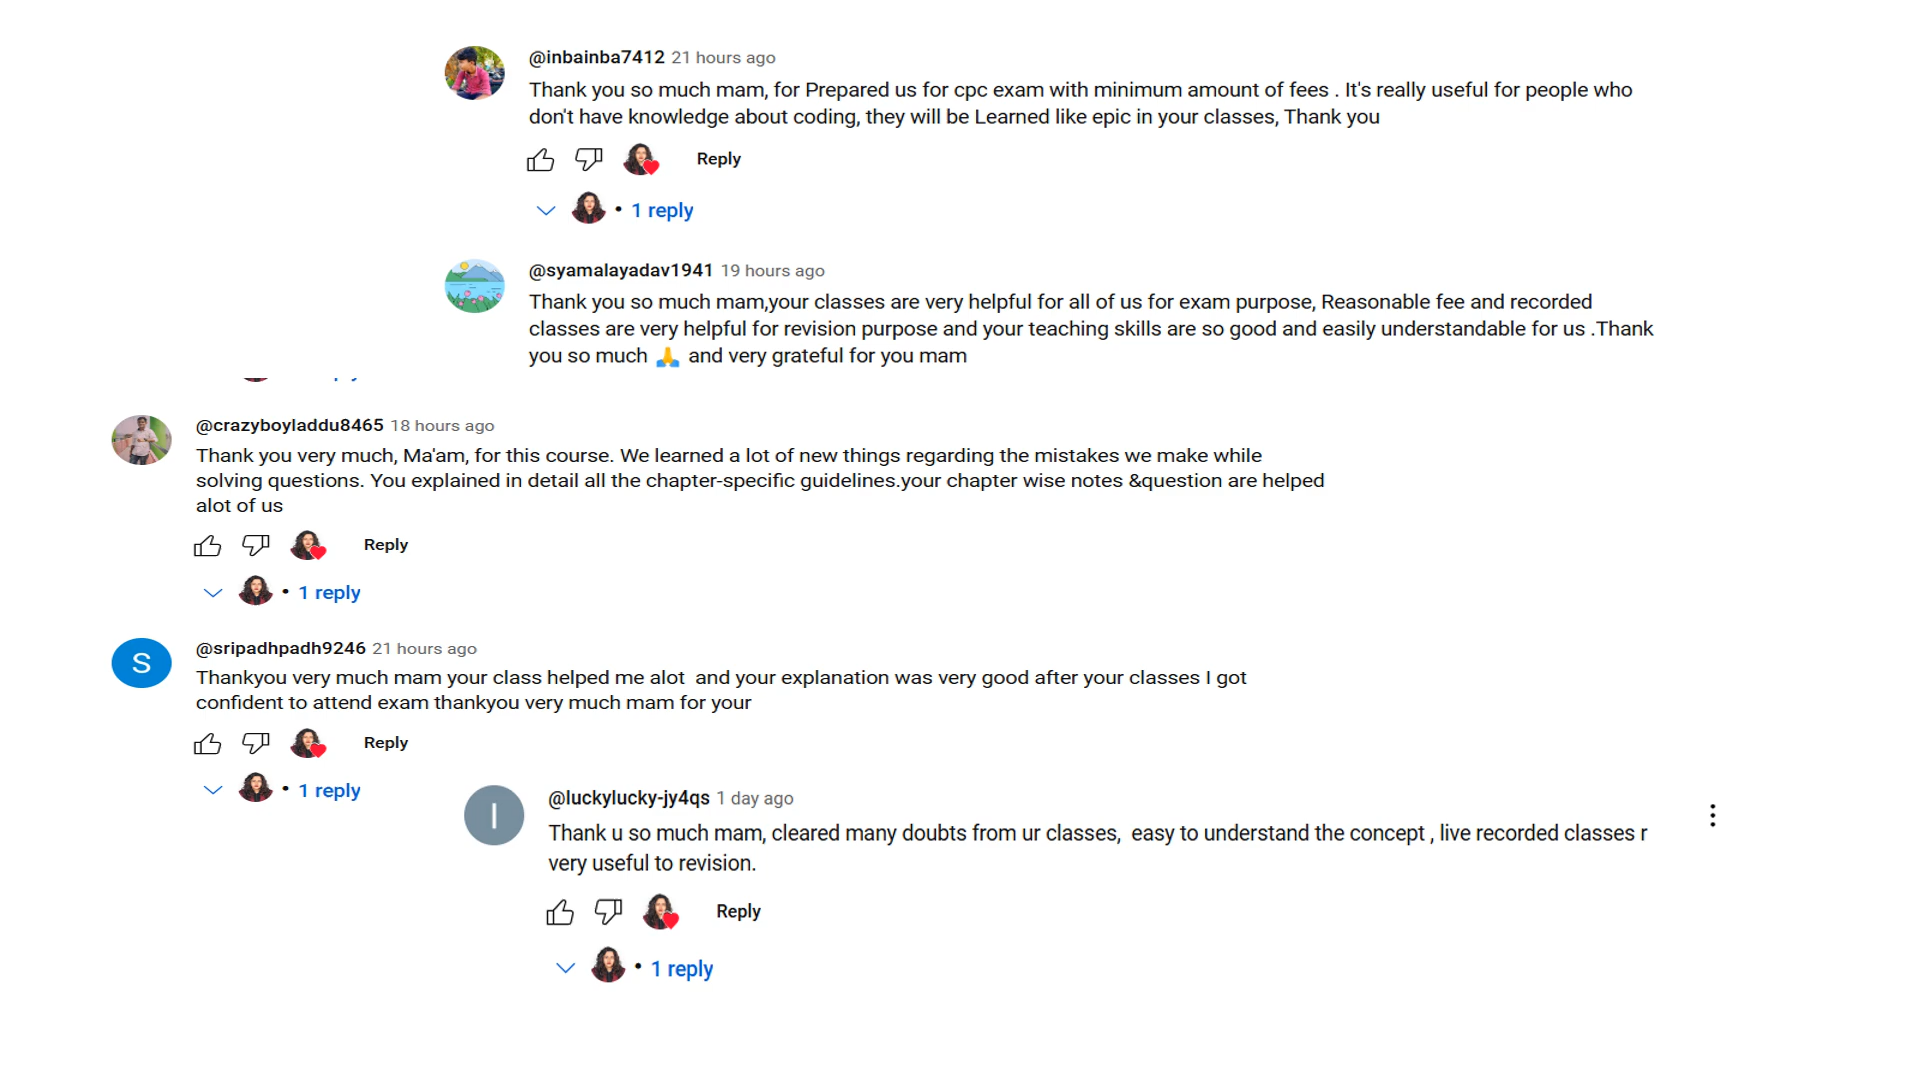 @inbainba7412 21 hours ago
Thank you so much mam, for Prepared us for cpc exam with minimum amount of fees . It's really useful for people who
don't have knowledge about coding, they will be Learned like epic in your classes, Thank you
Reply
1 reply
@syamalayadav1941 19 hours ago
Thank you so much mam,your classes are very helpful for all of us for exam purpose, Reasonable fee and recorded
classes are very helpful for revision purpose and your teaching skills are so good and easily understandable for us .Thank
you so much 🙏 and very grateful for you mam
@crazyboyladdu8465 18 hours ago
Thank you very much, Ma'am, for this course. We learned a lot of new things regarding the mistakes we make while
solving questions. You explained in detail all the chapter-specific guidelines.your chapter wise notes &question are helped
alot of us
Reply
1 reply
@sripadhpadh9246 21 hours ago
Thankyou very much mam your class helped me alot  and your explanation was very good after your classes I got
confident to attend exam thankyou very much mam for your
Reply
1 reply
S
@luckylucky-jy4qs 1 day ago
Thank u so much mam, cleared many doubts from ur classes,  easy to understand the concept , live recorded classes r
very useful to revision.
Reply
1 reply
l